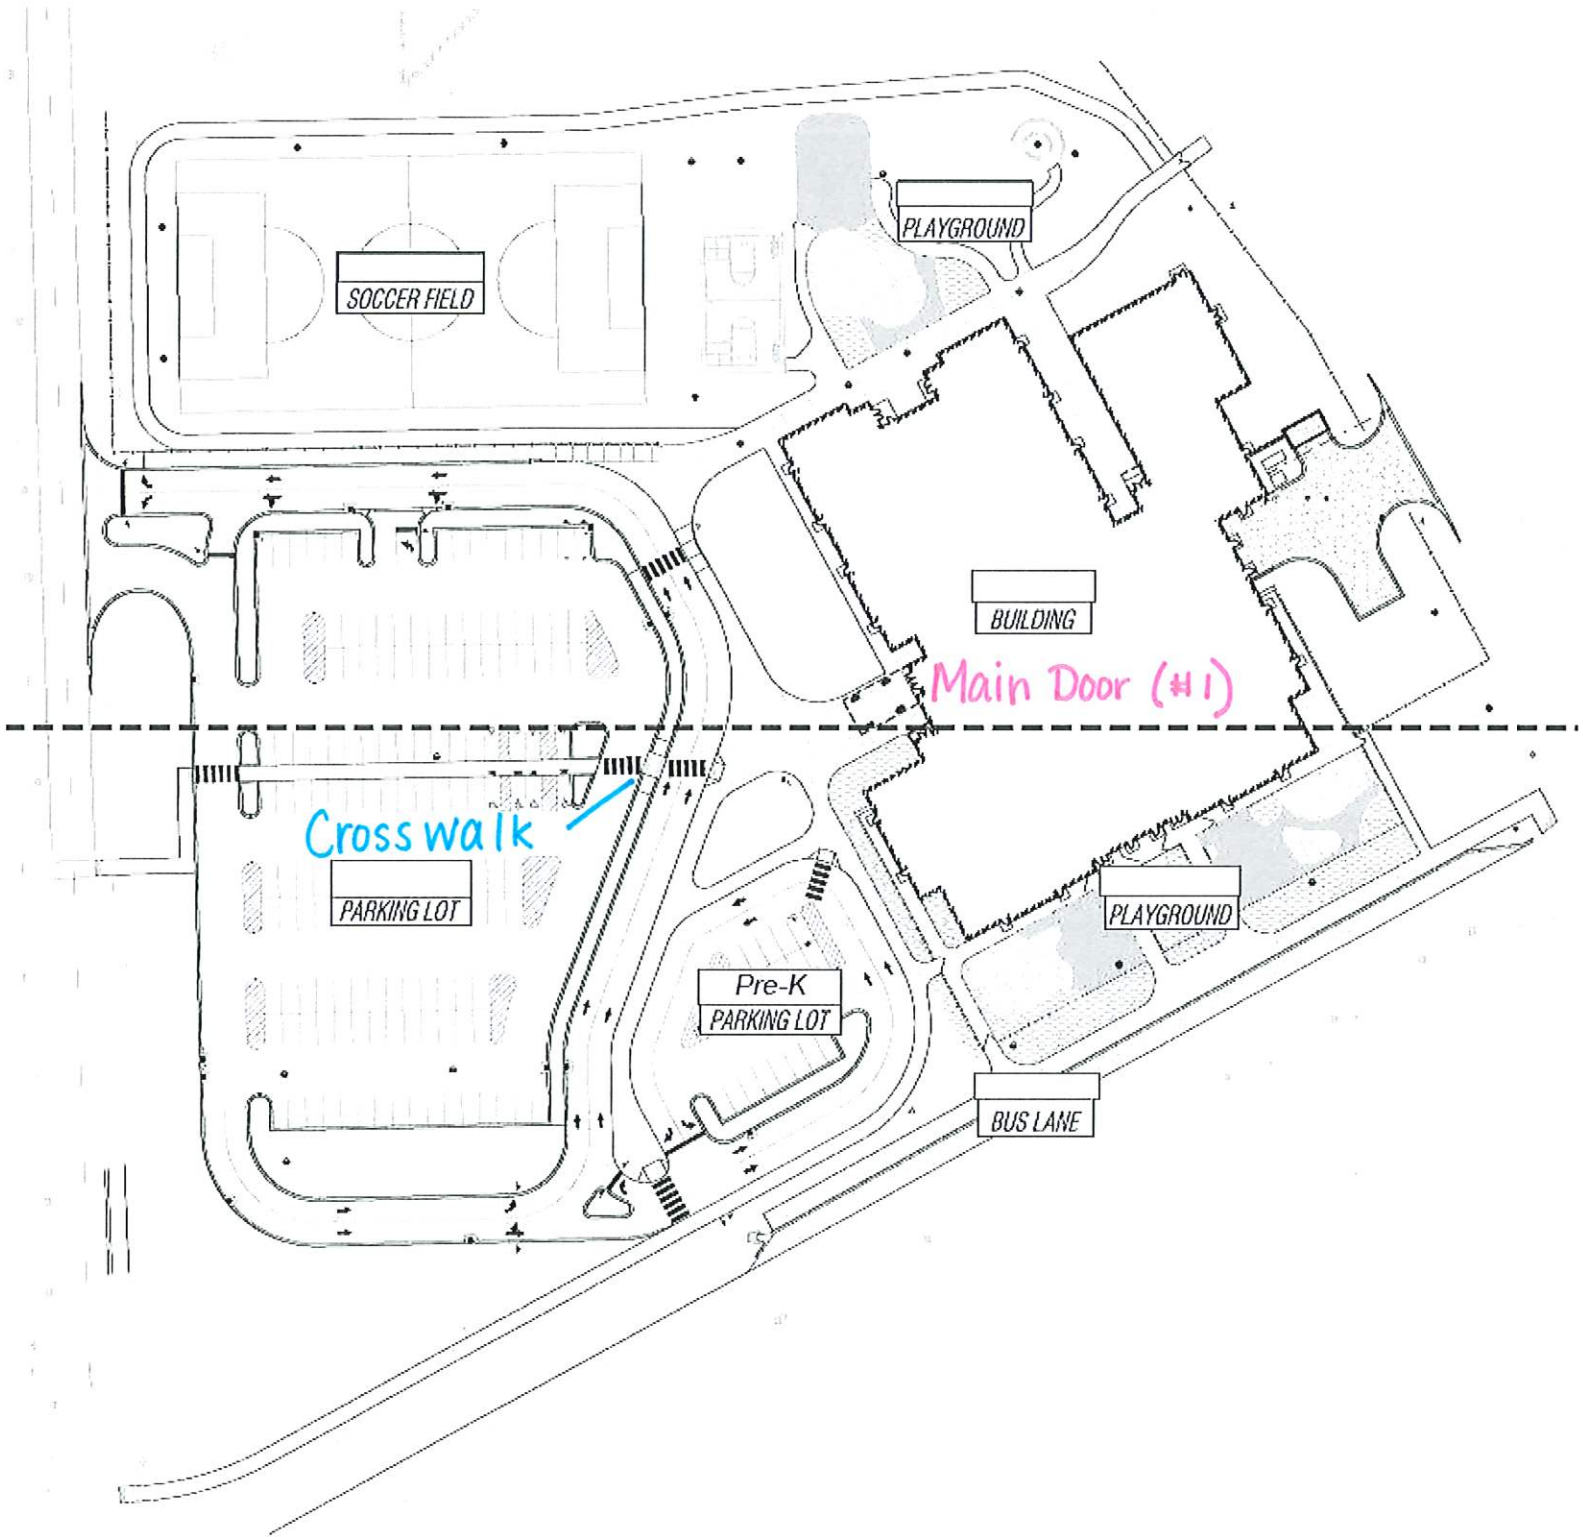 PLAYGROUND
SOCCER FIELD
BUILDING
Main Door (#1)
Crosswalk
PARKING LOT
PLAYGROUND
Pre-K
PARKING LOT
BUS LANE